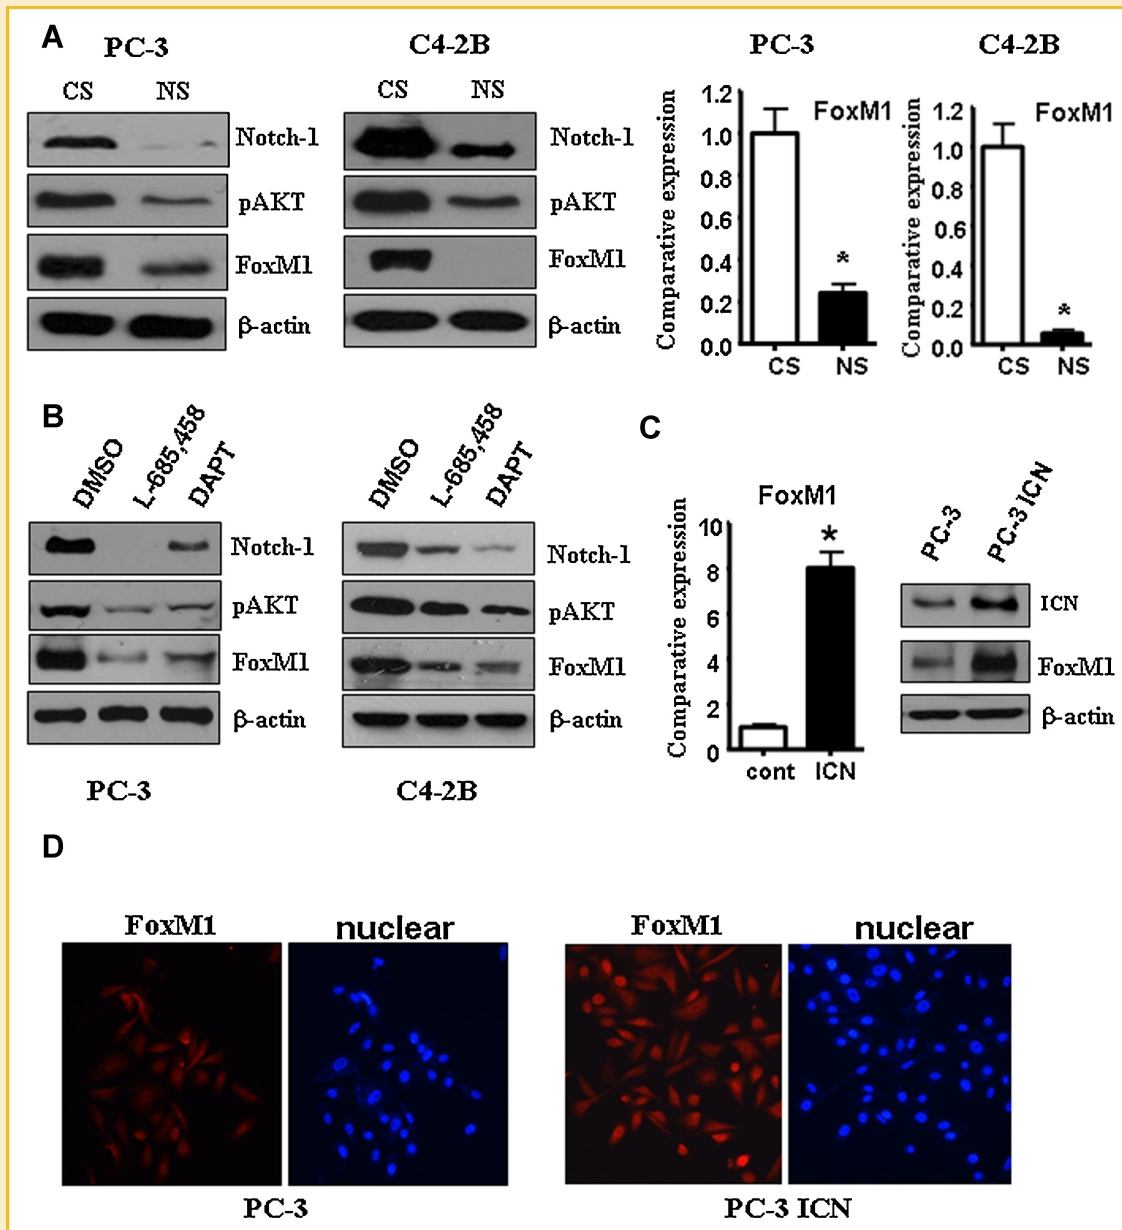 A
PC-3
C4-2B
PC-3
C4-2B
CS NS
CS NS
Notch-1
pAKT
FoxM1
β-actin
Notch-1
pAKT
FoxM1
β-actin
Comparative expression
FoxM1
1.2
1.0
0.8
0.6
0.4
0.2
0.0
*
CS NS
Comparative expression
FoxM1
1.2
1.0
0.8
0.6
0.4
0.2
0.0
*
CS NS
B
DMSO
L-685,458
DAPT
Notch-1
pAKT
FoxM1
β-actin
PC-3
DMSO
L-685,458
DAPT
Notch-1
pAKT
FoxM1
β-actin
C4-2B
C
FoxM1
Comparative expression
10
8
6
4
2
0
*
cont ICN
PC-3
PC-3 ICN
ICN
FoxM1
β-actin
D
FoxM1 nuclear
FoxM1 nuclear
PC-3
PC-3 ICN